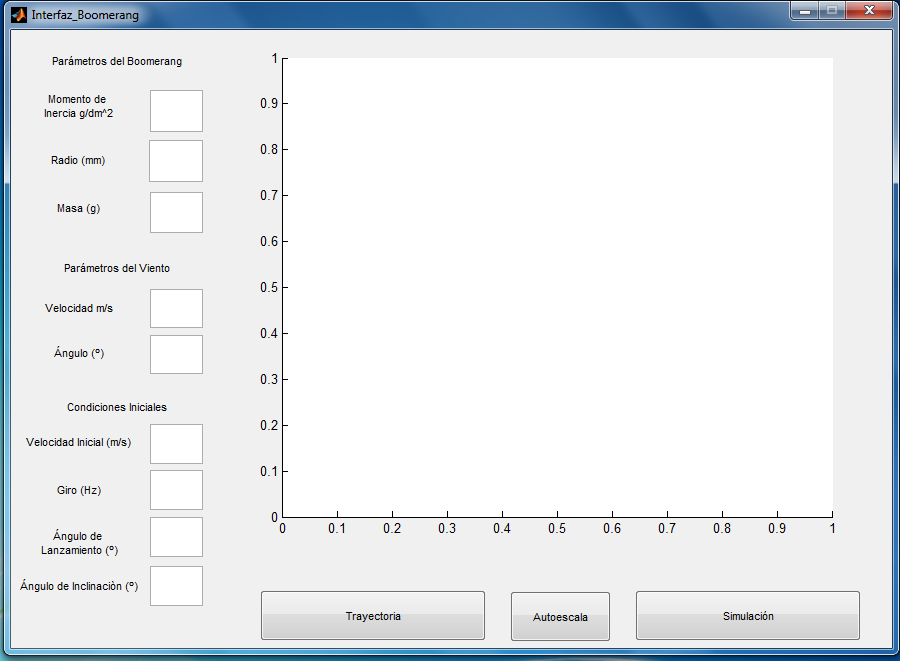 Interfaz_Boomerang
Parámetros del Boomerang
Momento de
Inercia g/dm^2
Radio (mm)
Masa (g)
Parámetros del Viento
Velocidad m/s
Ángulo (º)
Condiciones Iniciales
Velocidad Inicial (m/s)
Giro (Hz)
Ángulo de
Lanzamiento (º)
Ángulo de Inclinaciòn (º)
1
0.9
0.8
0.7
0.6
0.5
0.4
0.3
0.2
0.1
0
0 0.1 0.2 0.3 0.4 0.5 0.6 0.7 0.8 0.9 1
Trayectoria
Autoescala
Simulación